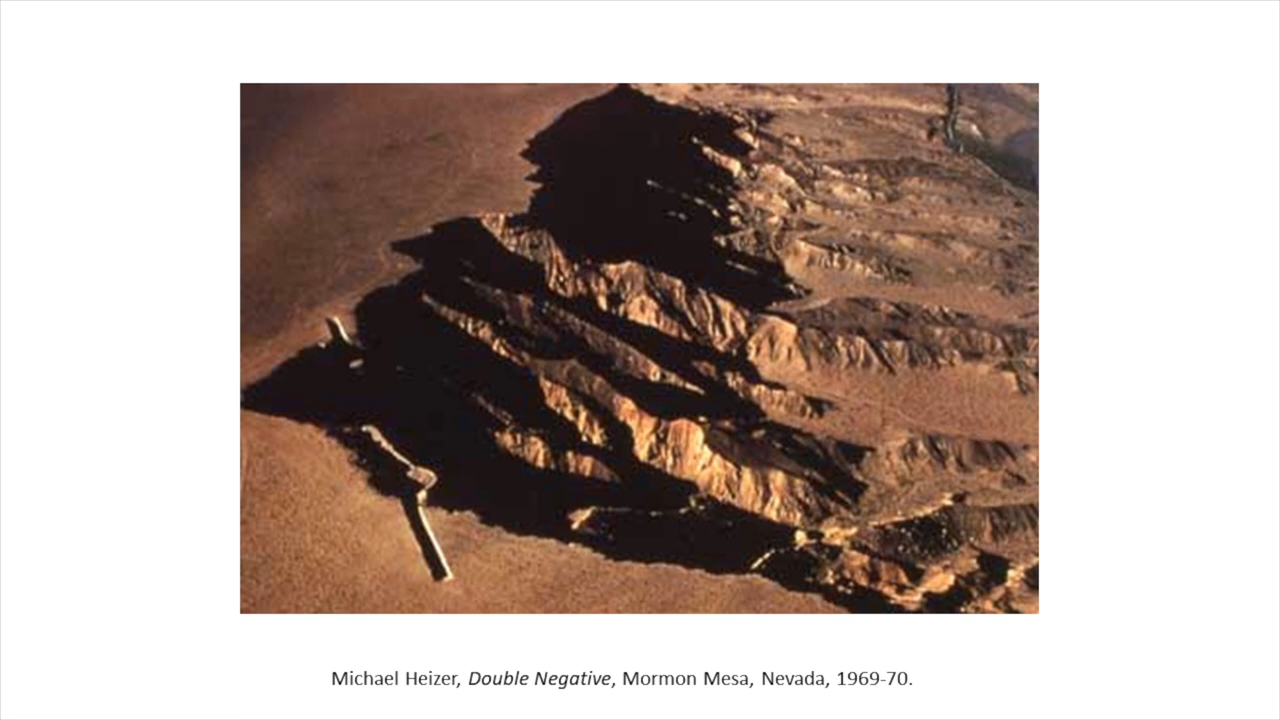 Michael Heizer, Double Negative, Mormon Mesa, Nevada, 1969-70.